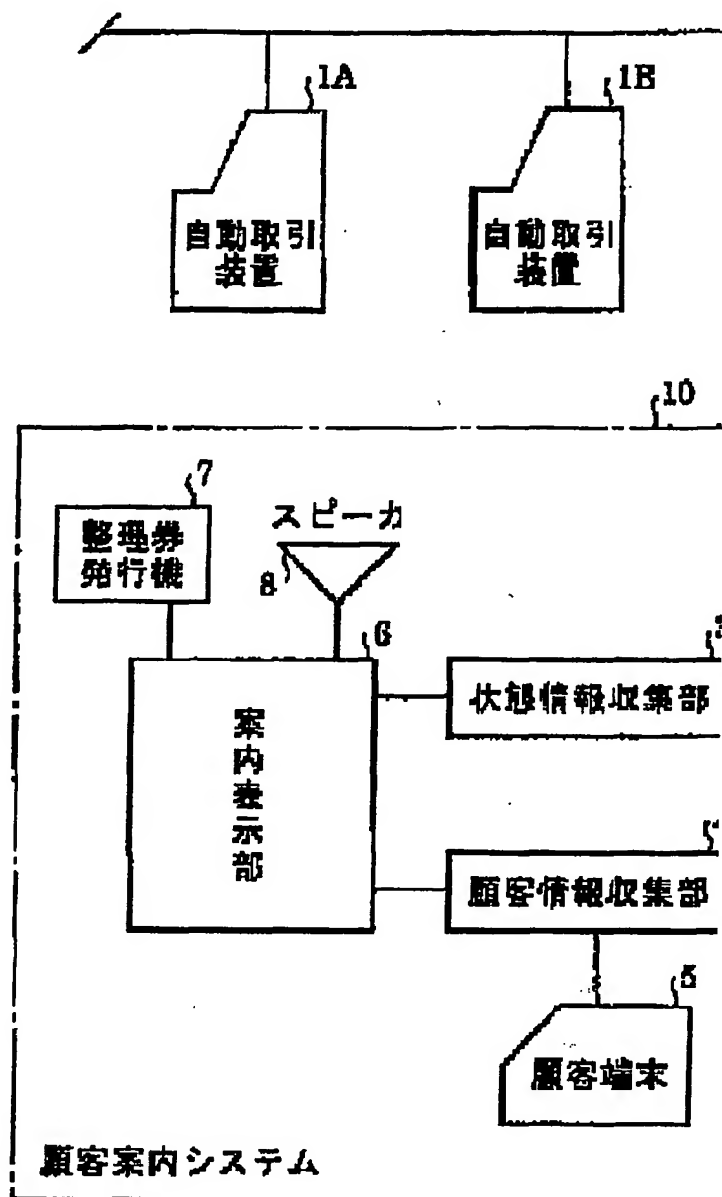 1A
1B
自動取引
装置
自動取引
装置
10
7
整理券
発行機
スピーカ
8
6
案内表示部
状態情報収集部
顧客情報収集部
5
顧客端末
顧客案内システム